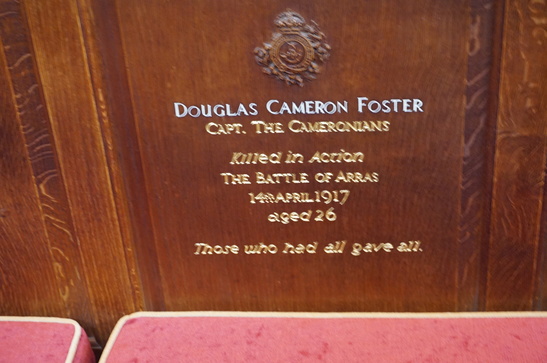 Douglas Cameron Foster
Capt. The Cameronians
Killed in Action
The Battle of Arras
14th April 1917
aged 26
Those who had all gave all.